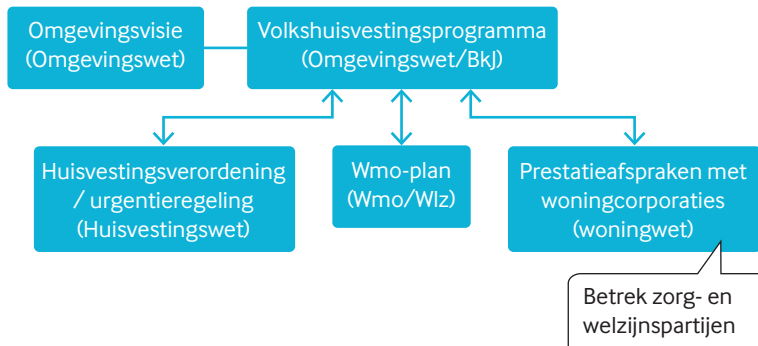 Omgevingsvisie
(Omgevingswet)
Volkshuisvestingsprogramma
(Omgevingswet/BkJ)
Huisvestingsverordening
/ urgentieregeling
(Huisvestingswet)
Wmo-plan
(Wmo/Wlz)
Prestatieafspraken met
woningcorporaties
(woningwet)
Betrek zorg- en
welzijnspartijen